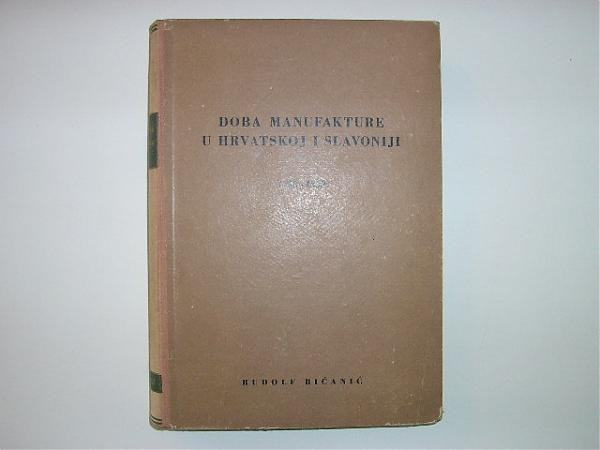 DOBA MANUFAKTURE
U HRVATSKOJ I SLAVONIJI
RUDOLF BIĆANIĆ